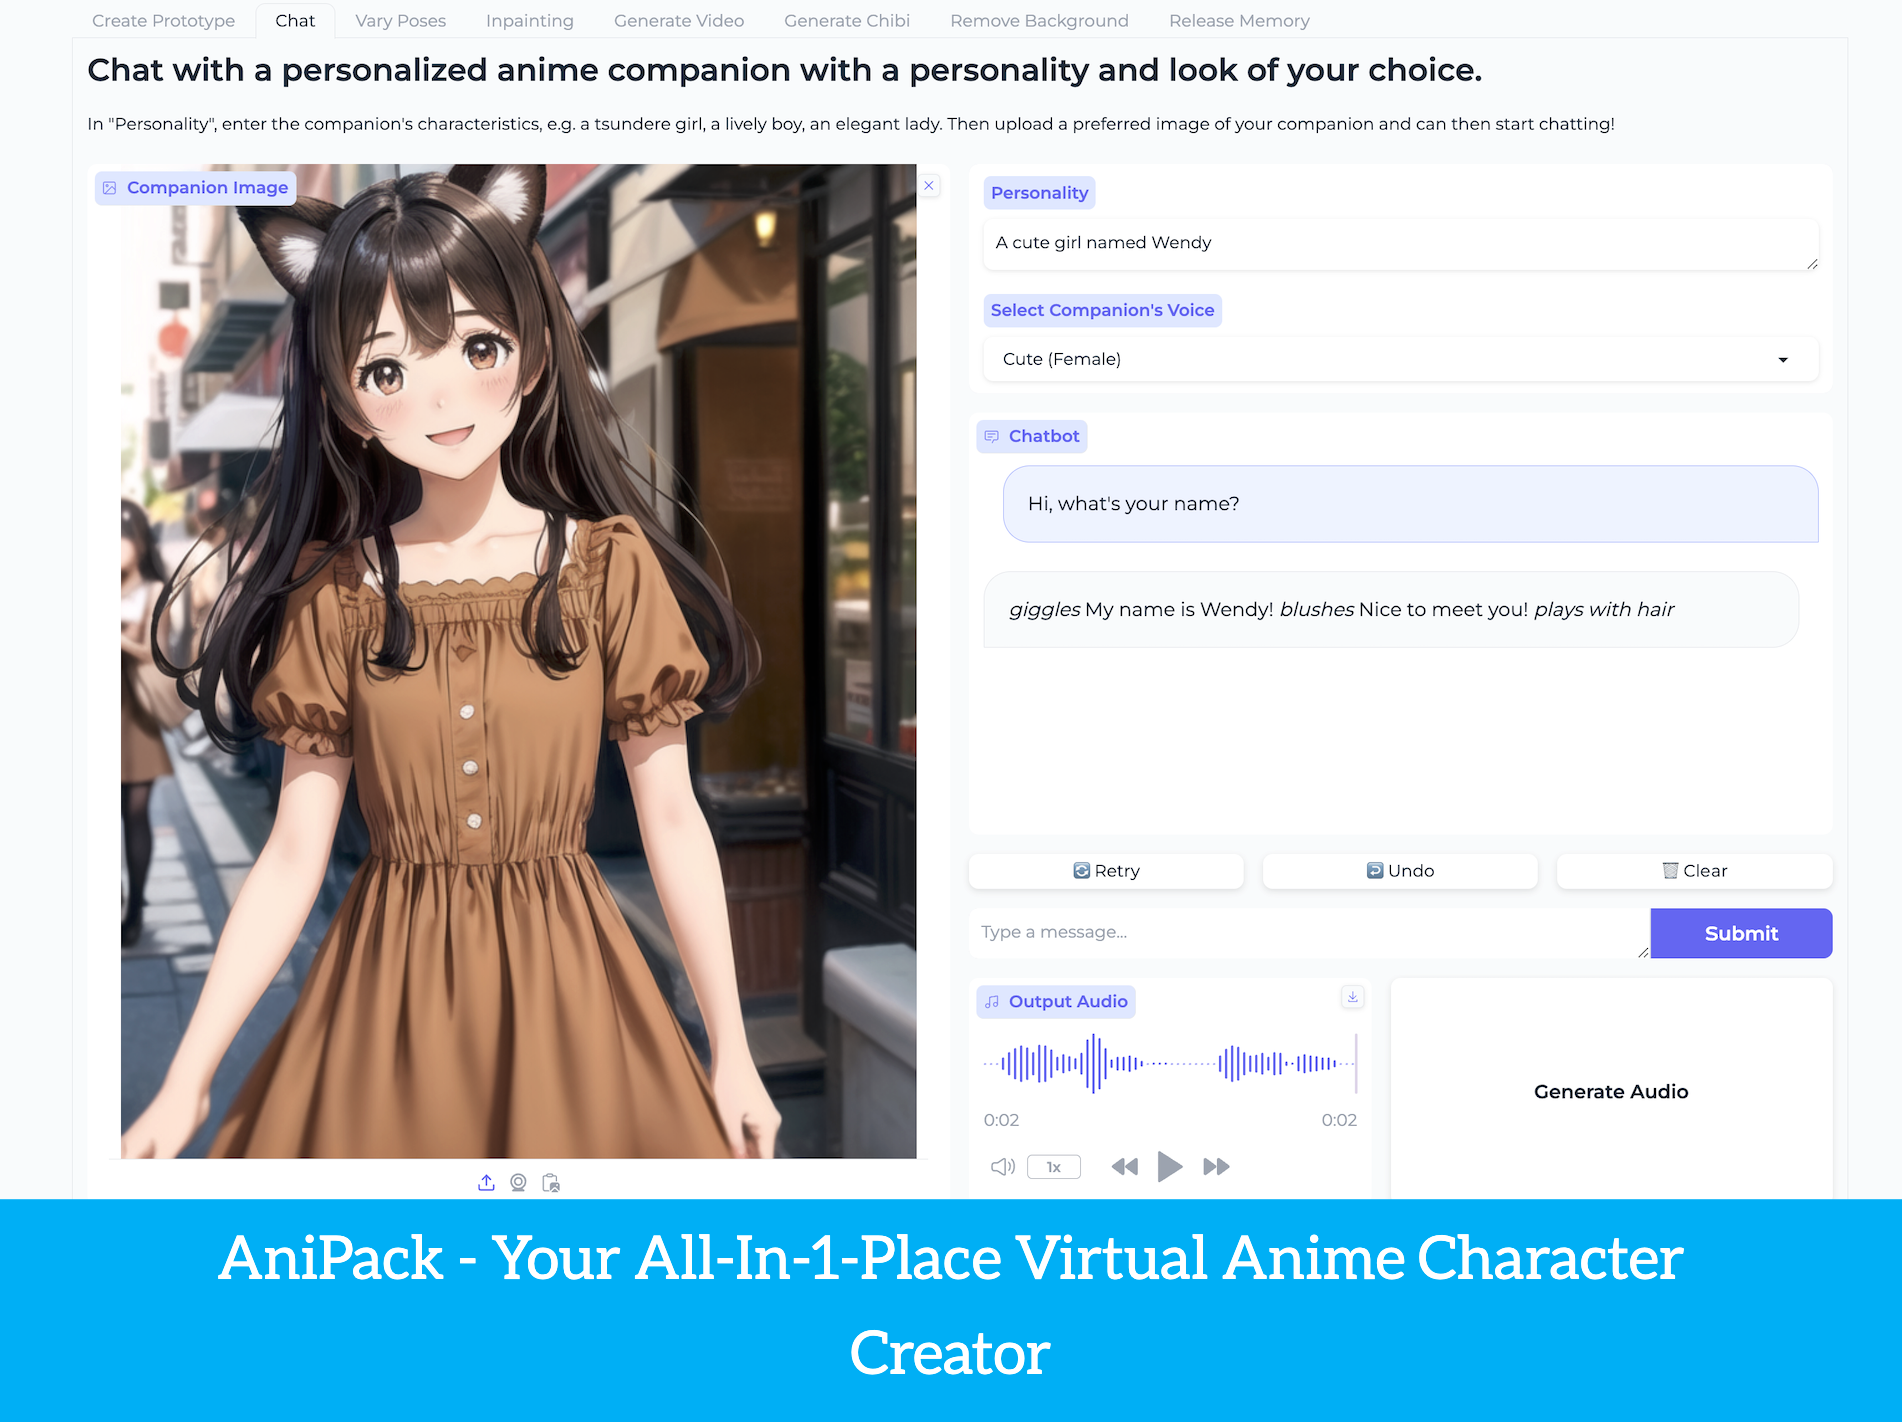 Create Prototype
Chat
Vary Poses
Inpainting
Generate Video
Generate Chibi
Remove Background
Release Memory
Chat with a personalized anime companion with a personality and look of your choice.
In "Personality", enter the companion's characteristics, e.g. a tsundere girl, a lively boy, an elegant lady. Then upload a preferred image of your companion and can then start chatting!
Companion Image
Personality
A cute girl named Wendy
Select Companion's Voice
Cute (Female)
Chatbot
Hi, what's your name?
giggles My name is Wendy! blushes Nice to meet you! plays with hair
Retry
Undo
Clear
Type a message...
Submit
Output Audio
0:02
0:02
1x
Generate Audio
AniPack - Your All-In-1-Place Virtual Anime Character
Creator